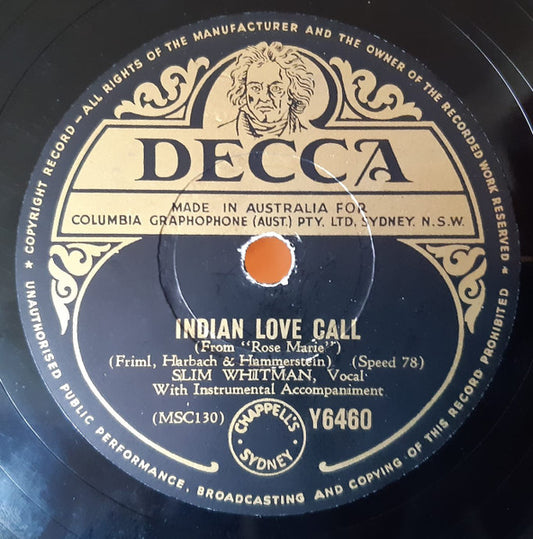 ★ COPYRIGHT RECORD - ALL RIGHTS OF THE MANUFACTURER AND THE OWNER OF THE RECORDED WORK RESERVED ★
DECCA
MADE IN AUSTRALIA FOR
COLUMBIA GRAPHOPHONE (AUST.) PTY. LTD. SYDNEY. N.S.W.
INDIAN LOVE CALL
(From "Rose Marie")
(Friml, Harbach & Hammerstein) (Speed 78)
SLIM WHITMAN, Vocal
With Instrumental Accompaniment
(MSC130)
CHAPPELL'S
SYDNEY
Y6460
UNAUTHORISED PUBLIC PERFORMANCE, BROADCASTING AND COPYING OF THIS RECORD PROHIBITED